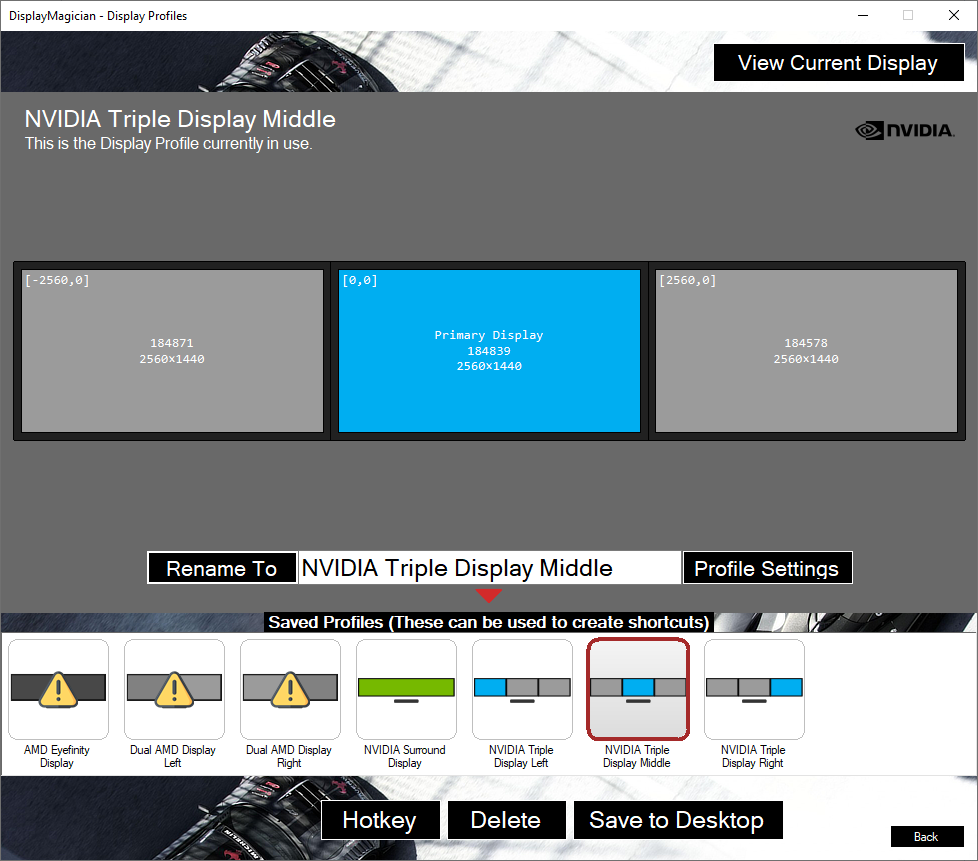 DisplayMagician - Display Profiles
View Current Display
NVIDIA Triple Display Middle
This is the Display Profile currently in use.
NVIDIA.
[-2560,0]
184871
2560x1440
[0,0]
Primary Display
184839
2560x1440
[2560,0]
184578
2560x1440
Rename To
NVIDIA Triple Display Middle
Profile Settings
Saved Profiles (These can be used to create shortcuts)
AMD Eyefinity
Display
Dual AMD Display
Left
Dual AMD Display
Right
NVIDIA Surround
Display
NVIDIA Triple
Display Left
NVIDIA Triple
Display Middle
NVIDIA Triple
Display Right
MICHELIN
Hotkey
Delete
Save to Desktop
Back